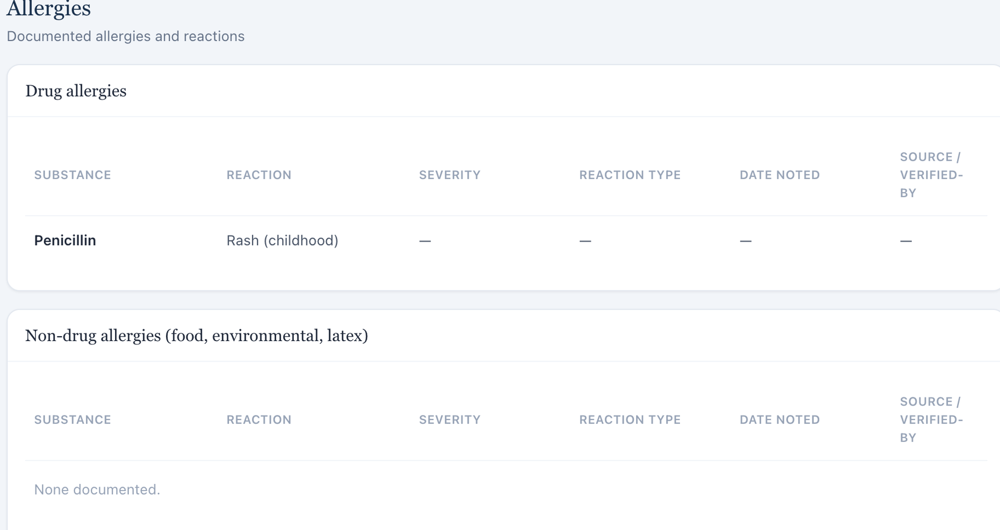 Allergies
Documented allergies and reactions
Drug allergies
SUBSTANCE REACTION SEVERITY REACTION TYPE DATE NOTED SOURCE / VERIFIED-BY
Penicillin Rash (childhood) — — — —
Non-drug allergies (food, environmental, latex)
SUBSTANCE REACTION SEVERITY REACTION TYPE DATE NOTED SOURCE / VERIFIED-BY
None documented.